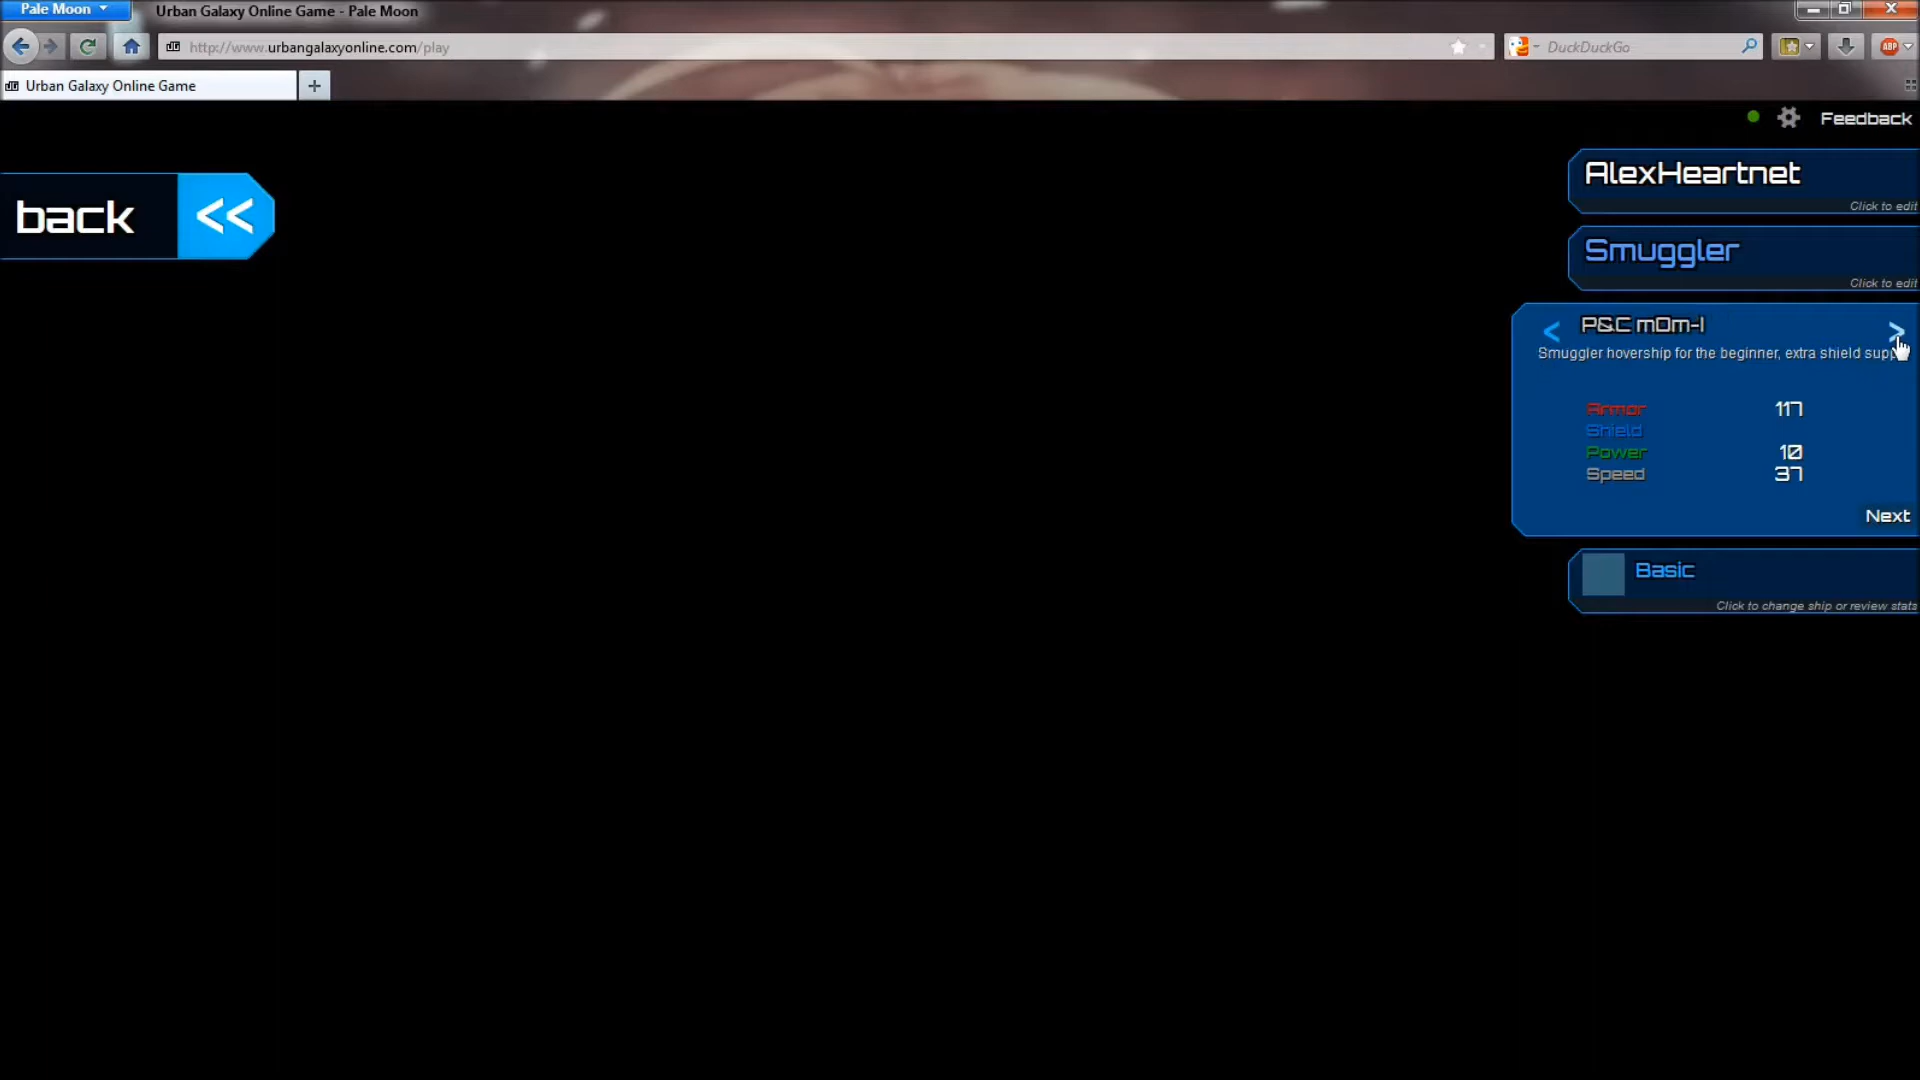 Pale Moon
Urban Galaxy Online Game - Pale Moon
http://www.urbangalaxyonline.com/play
DuckDuckGo
ABP
Urban Galaxy Online Game
Feedback
back <<
AlexHeartnet
Click to edit
Smuggler
Click to edit
< P&C m0m-I >
Smuggler hovership for the beginner, extra shield
Armor 117
Shield
Power 10
Speed 37
Next
Basic
Click to change ship or review stats